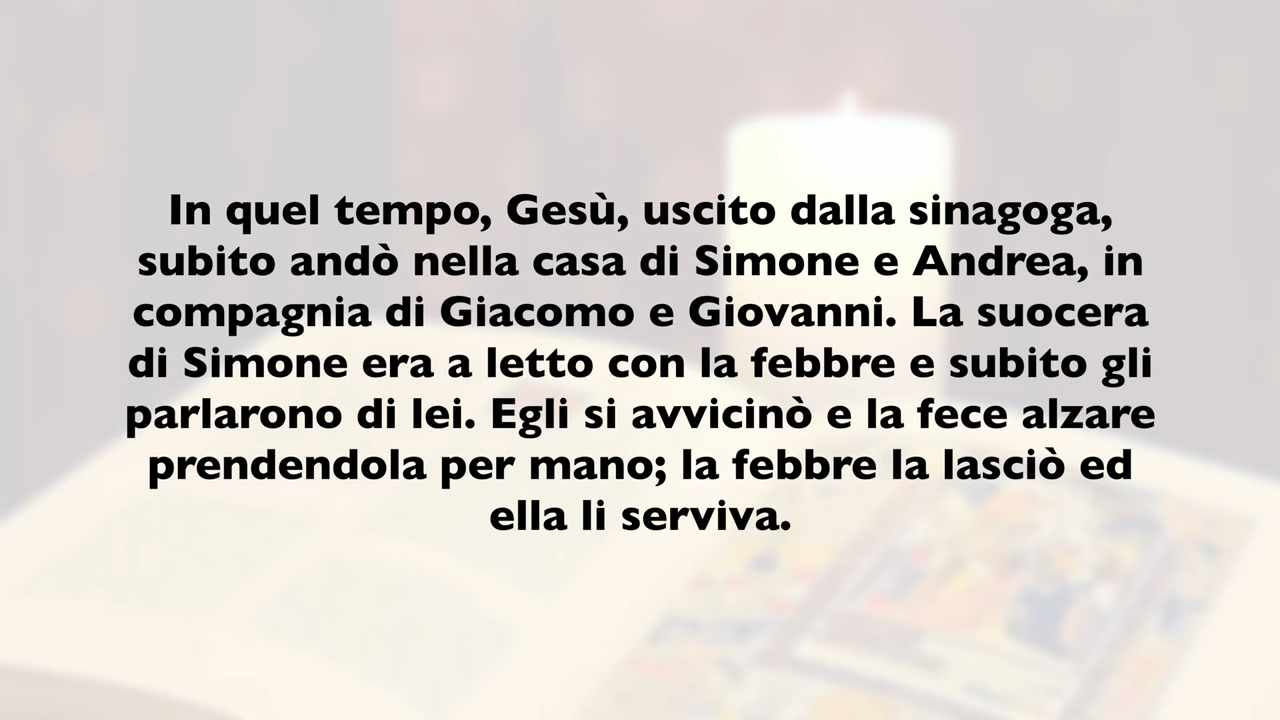 In quel tempo, Gesù, uscito dalla sinagoga,
subito andò nella casa di Simone e Andrea, in
compagnia di Giacomo e Giovanni. La suocera
di Simone era a letto con la febbre e subito gli
parlarono di lei. Egli si avvicinò e la fece alzare
prendendola per mano; la febbre la lasciò ed
ella li serviva.